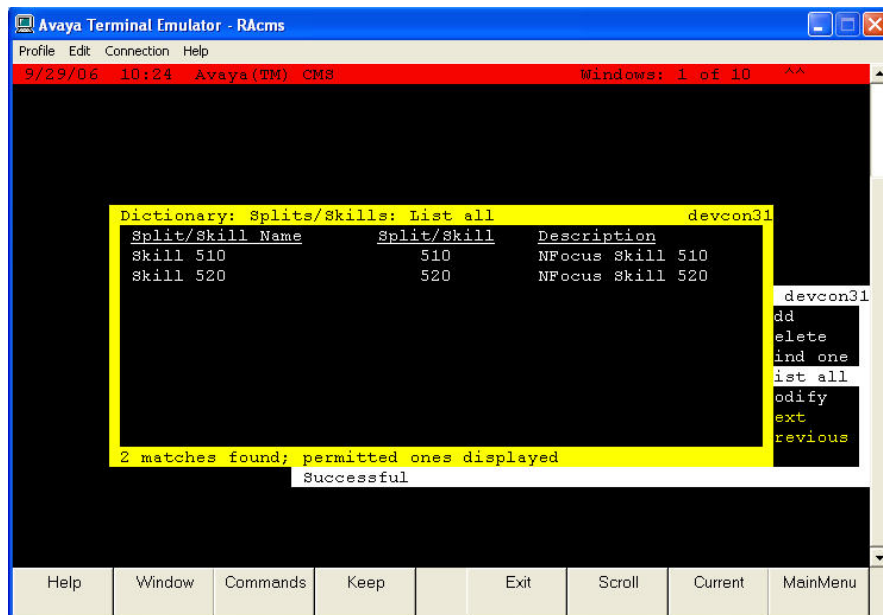 Avaya Terminal Emulator - RAcms
Profile Edit Connection Help
9/29/06 10:24 Avaya(TM) CMS Windows: 1 of 10 ^^
Dictionary: Splits/Skills: List all devcon31
Split/Skill Name Split/Skill Description
Skill 510 510 NFocus Skill 510
Skill 520 520 NFocus Skill 520
devcon31
dd
elete
ind one
ist all
odify
ext
revious
2 matches found; permitted ones displayed
Successful
Help Window Commands Keep Exit Scroll Current MainMenu